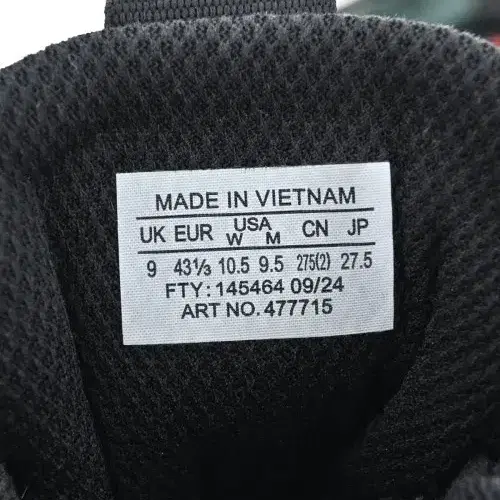 MADE IN VIETNAM
UK EUR USA W M CN JP
9 43⅓ 10.5 9.5 275(2) 27.5
FTY: 145464 09/24
ART NO. 477715